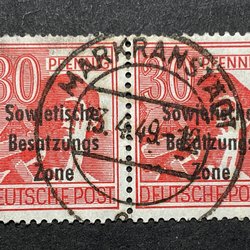 30 PFENNIG 30 PFENNIG
MARKRANSTÄDT
Sowjetische Sowjetische
Besatzungs Besatzungs
Zone Zone
DEUTSCHE POST DEUTSCHE POST